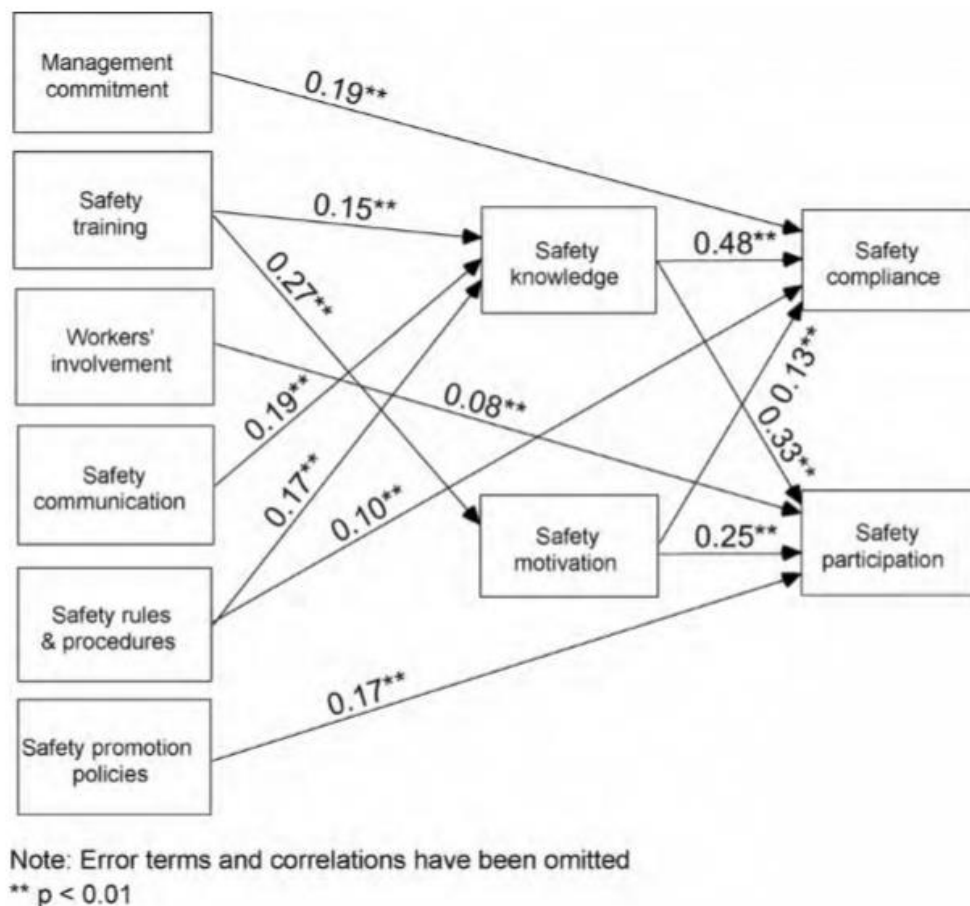 Management
commitment
0.19**
Safety
training
0.15**
Safety
knowledge
0.48**
Safety
compliance
0.27**
Workers'
involvement
0.13**
0.19**
0.08**
0.33**
Safety
communication
0.17**
0.10**
Safety
motivation
0.25**
Safety
participation
Safety rules
& procedures
0.17**
Safety promotion
policies
Note: Error terms and correlations have been omitted
** p < 0.01